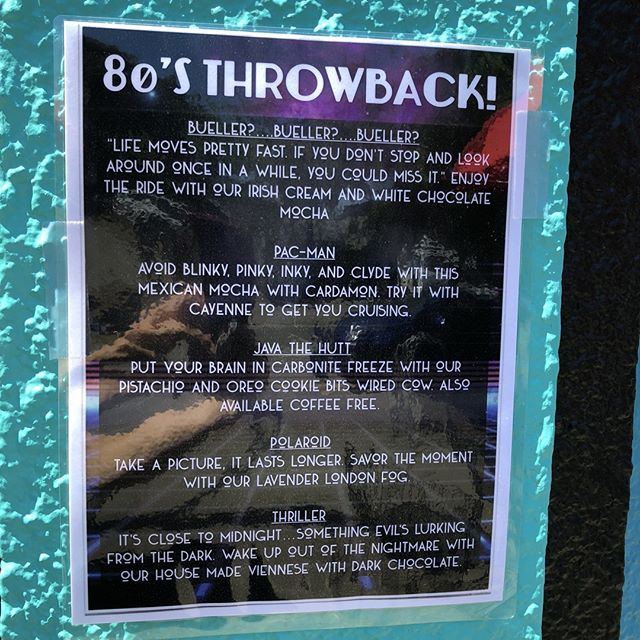 80'S THROWBACK!
BUELLER?....BUELLER?....BUELLER?
"LIFE MOVES PRETTY FAST. IF YOU DON'T STOP AND LOOK
AROUND ONCE IN A WHILE, YOU COULD MISS IT." ENJOY
THE RIDE WITH OUR IRISH CREAM AND WHITE CHOCOLATE
MOCHA
PAC-MAN
AVOID BLINKY, PINKY, INKY, AND CLYDE WITH THIS
MEXICAN MOCHA WITH CARDAMON. TRY IT WITH
CAYENNE TO GET YOU CRUISING.
JAVA THE HUTT
PUT YOUR BRAIN IN CARBONITE FREEZE WITH OUR
PISTACHIO AND OREO COOKIE BITS WIRED COW. ALSO
AVAILABLE COFFEE FREE.
POLAROID
TAKE A PICTURE, IT LASTS LONGER. SAVOR THE MOMENT
WITH OUR LAVENDER LONDON FOG.
THRILLER
IT'S CLOSE TO MIDNIGHT...SOMETHING EVIL'S LURKING
FROM THE DARK. WAKE UP OUT OF THE NIGHTMARE WITH
OUR HOUSE MADE VIENNESE WITH DARK CHOCOLATE.